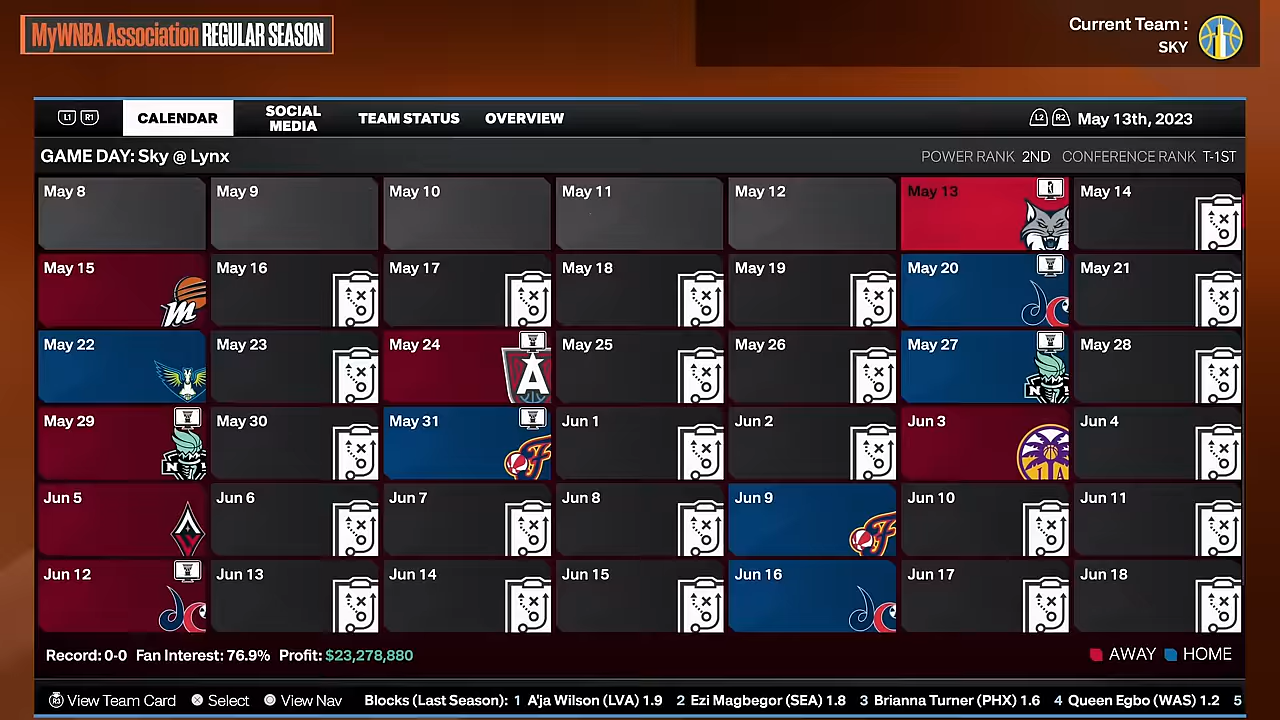 MyWNBA Association REGULAR SEASON
Current Team :
SKY
L1 R1 CALENDAR SOCIAL MEDIA TEAM STATUS OVERVIEW L2 R2 May 13th, 2023
GAME DAY: Sky @ Lynx POWER RANK 2ND CONFERENCE RANK T-1ST
May 8 May 9 May 10 May 11 May 12 May 13 May 14
May 15 May 16 May 17 May 18 May 19 May 20 May 21
May 22 May 23 May 24 May 25 May 26 May 27 May 28
May 29 May 30 May 31 Jun 1 Jun 2 Jun 3 Jun 4
Jun 5 Jun 6 Jun 7 Jun 8 Jun 9 Jun 10 Jun 11
Jun 12 Jun 13 Jun 14 Jun 15 Jun 16 Jun 17 Jun 18
Record: 0-0 Fan Interest: 76.9% Profit: $23,278,880 AWAY HOME
R3 View Team Card Select View Nav Blocks (Last Season): 1 A'ja Wilson (LVA) 1.9 2 Ezi Magbegor (SEA) 1.8 3 Brianna Turner (PHX) 1.6 4 Queen Egbo (WAS) 1.2 5